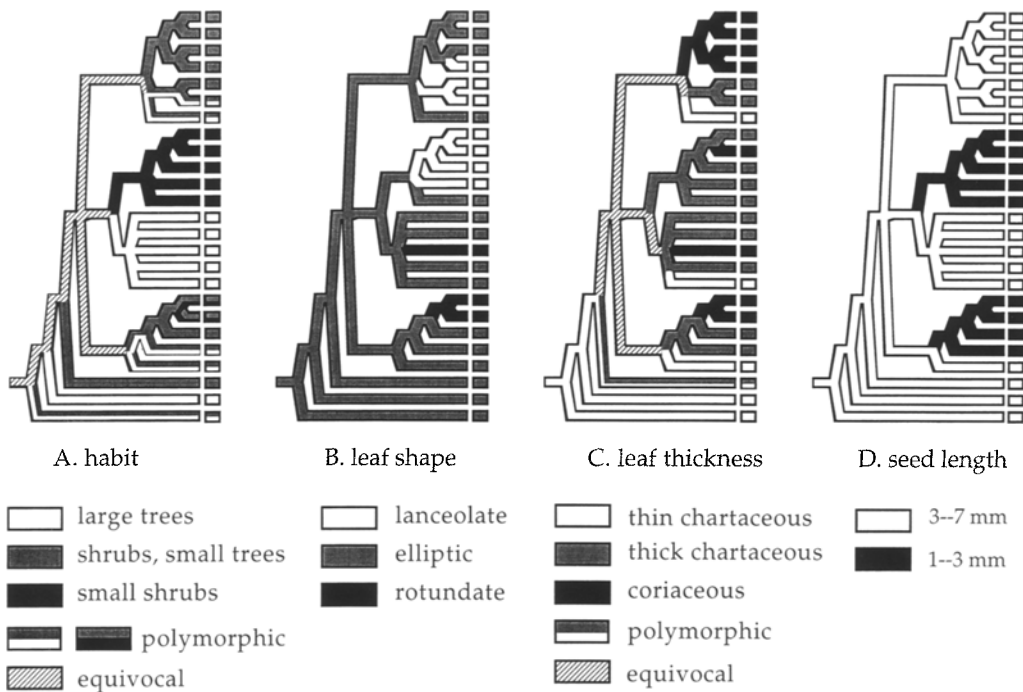 A. habit
B. leaf shape
C. leaf thickness
D. seed length
large trees
shrubs, small trees
small shrubs
polymorphic
equivocal
lanceolate
elliptic
rotundate
thin chartaceous
thick chartaceous
coriaceous
polymorphic
equivocal
3--7 mm
1--3 mm